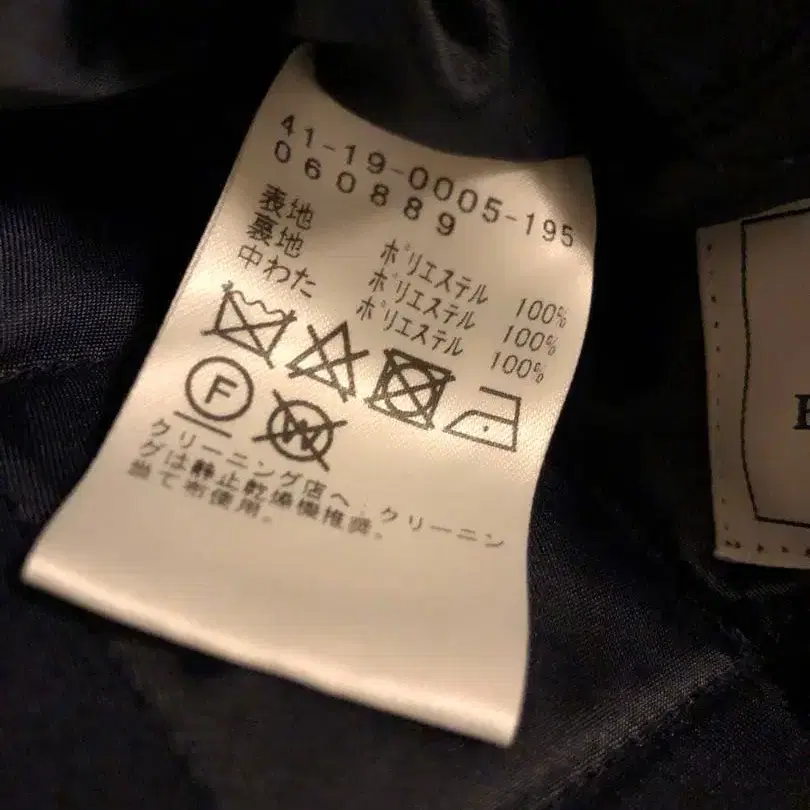 41-19-0005-195
060889
表地 ポリエステル 100%
裏地 ポリエステル 100%
中わた ポリエステル 100%
F W
クリーニング店へ。クリーニン
グは静止乾燥機推奨。
当て布使用。